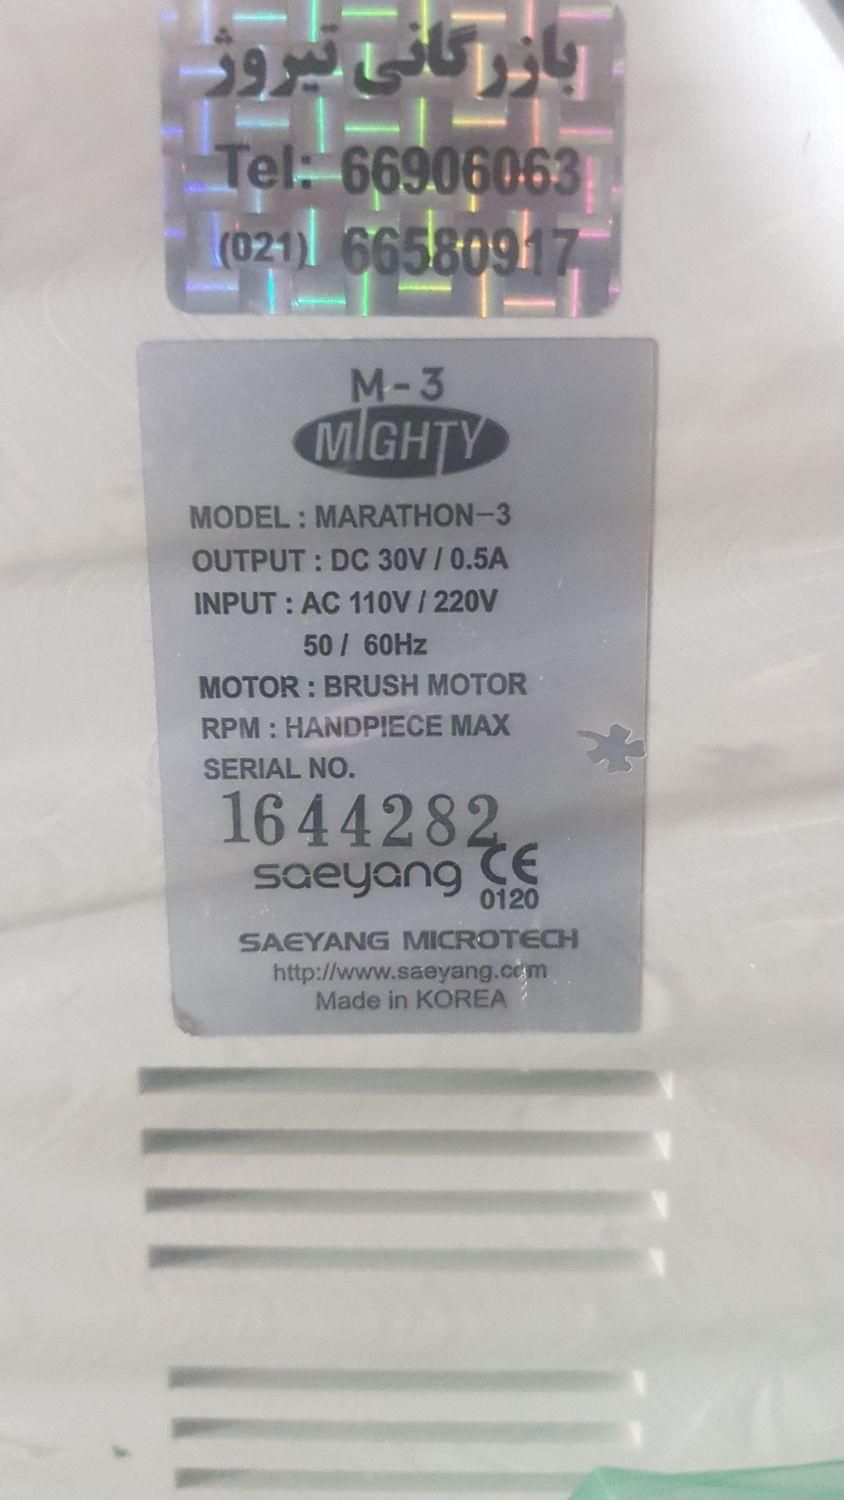 بازرگانی نیروژ
Tel: 66906063
(021) 66580917
M-3
MIGHTY
MODEL : MARATHON-3
OUTPUT : DC 30V / 0.5A
INPUT : AC 110V / 220V
50 / 60Hz
MOTOR : BRUSH MOTOR
RPM : HANDPIECE MAX
SERIAL NO.
1644282
saeyang CE
0120
SAEYANG MICROTECH
http://www.saeyang.com
Made in KOREA